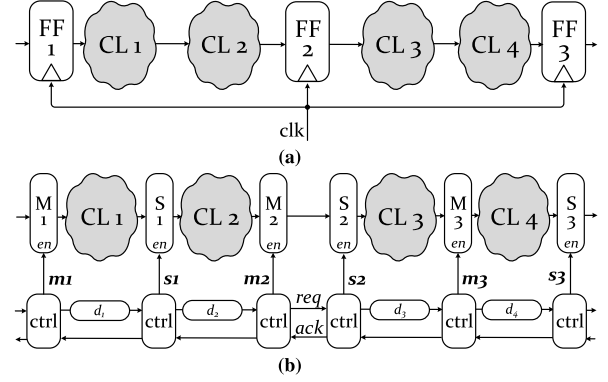 FF 1 CL 1 CL 2 FF 2 CL 3 CL 4 FF 3
clk
(a)
M 1 en CL 1 S 1 en CL 2 M 2 en S 2 en CL 3 M 3 en CL 4 S 3 en
m1 s1 m2 s2 m3 s3
ctrl d1 ctrl d2 ctrl req ack ctrl d3 ctrl d4 ctrl
(b)